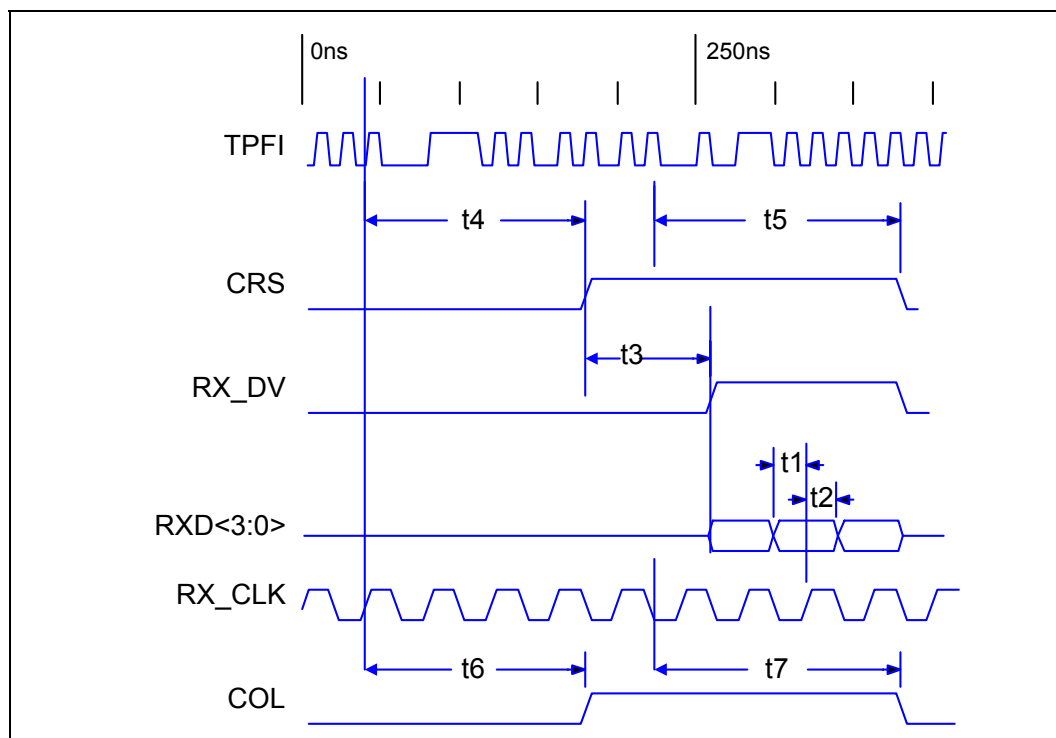 0ns
250ns
TPFI
t4
t5
CRS
t3
RX_DV
t1
t2
RXD<3:0>
RX_CLK
t6
t7
COL